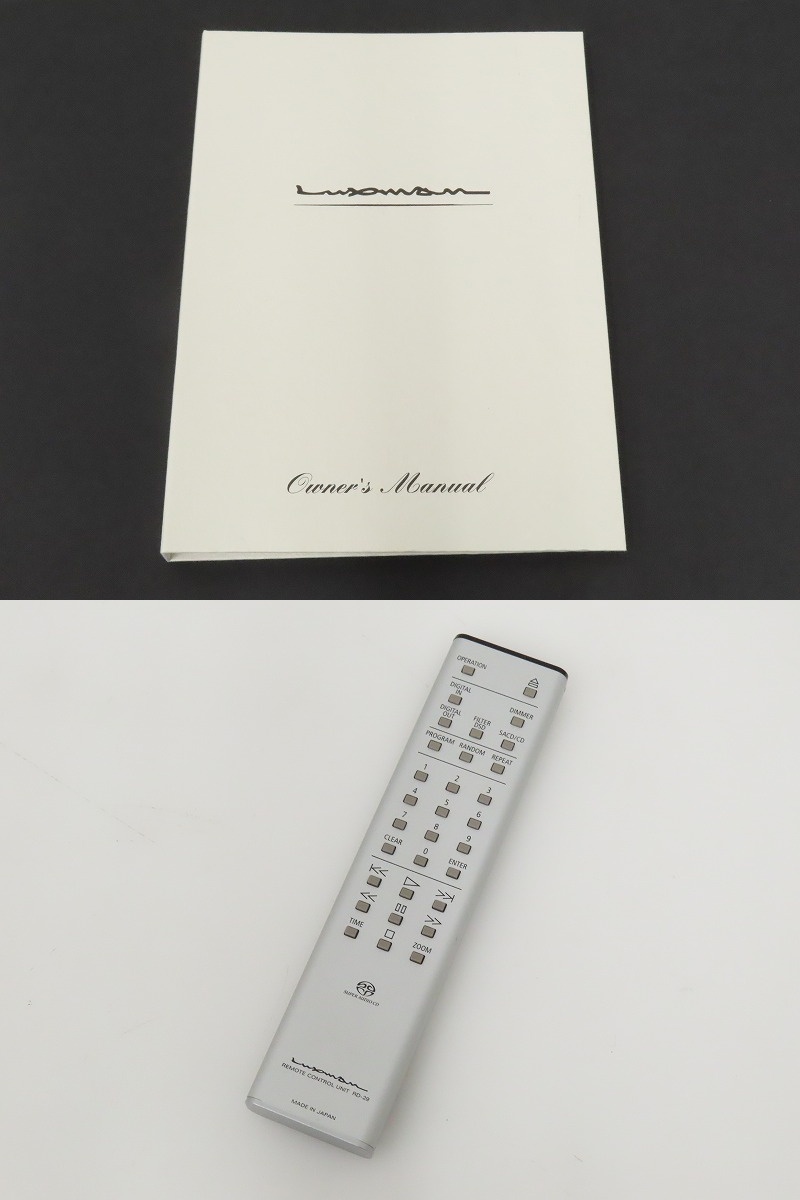 LUXMAN
Owner's Manual
OPERATION
DIGITAL
IN
DIMMER
DIGITAL
OUT
FILTER
DSD
SACD/CD
PROGRAM RANDOM REPEAT
1 2 3
4 5 6
7 8 9
CLEAR 0 ENTER
TIME ZOOM
SUPER AUDIO CD
LUXMAN
REMOTE CONTROL UNIT RD-29
MADE IN JAPAN